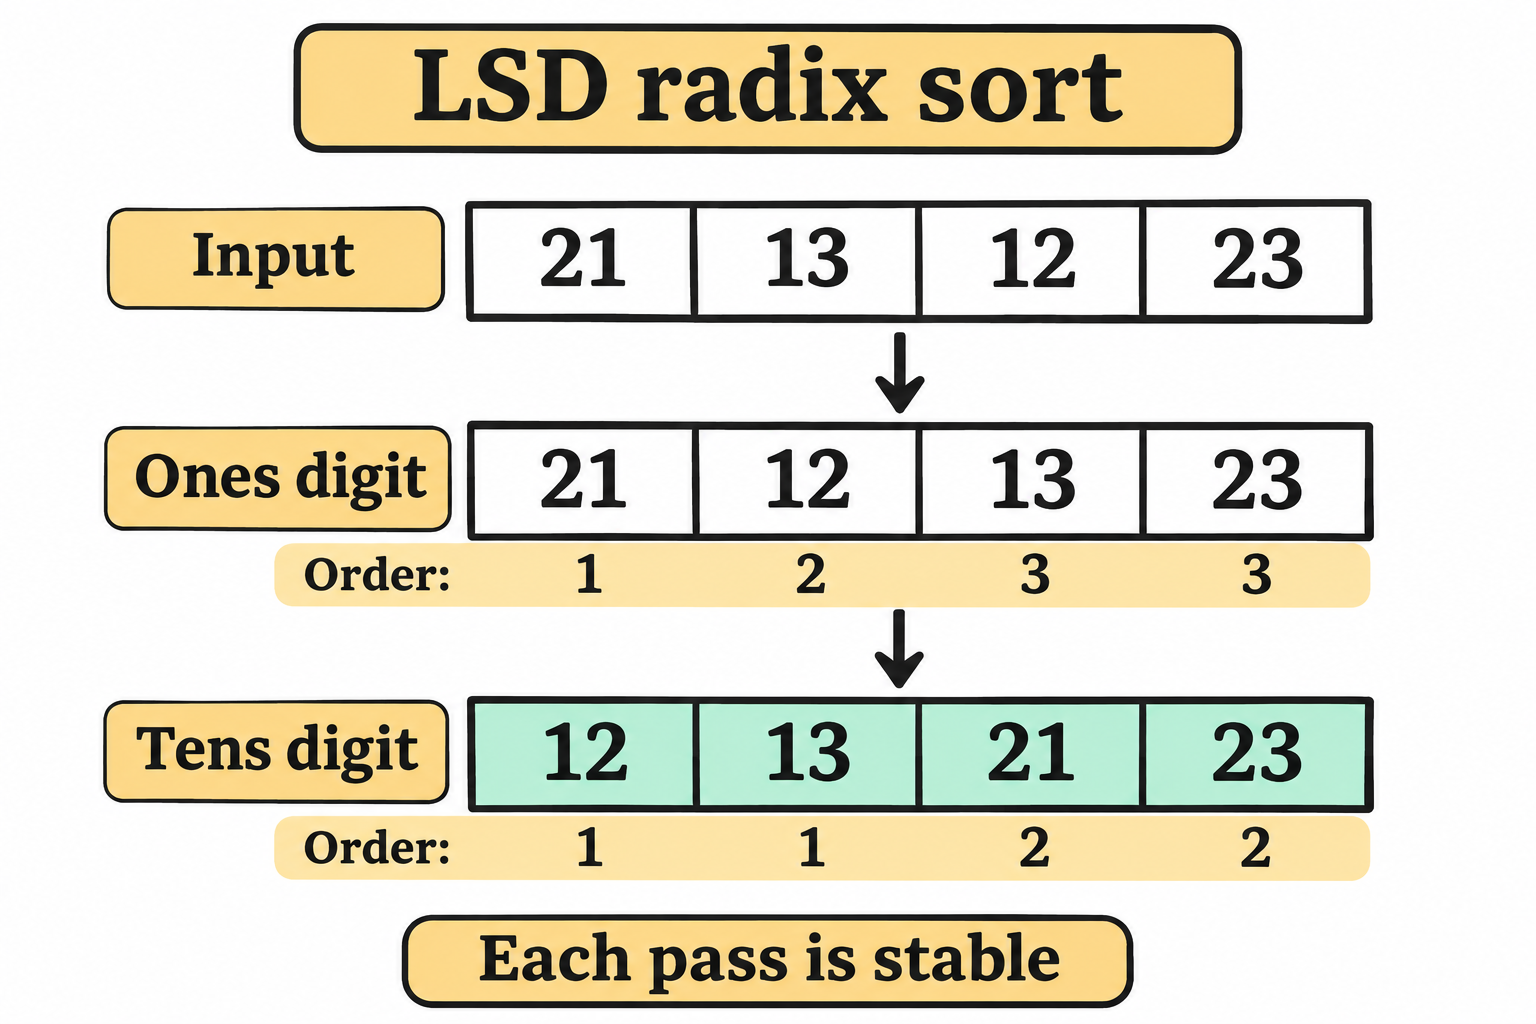 LSD radix sort
Input 21 13 12 23
Ones digit 21 12 13 23
Order: 1 2 3 3
Tens digit 12 13 21 23
Order: 1 1 2 2
Each pass is stable